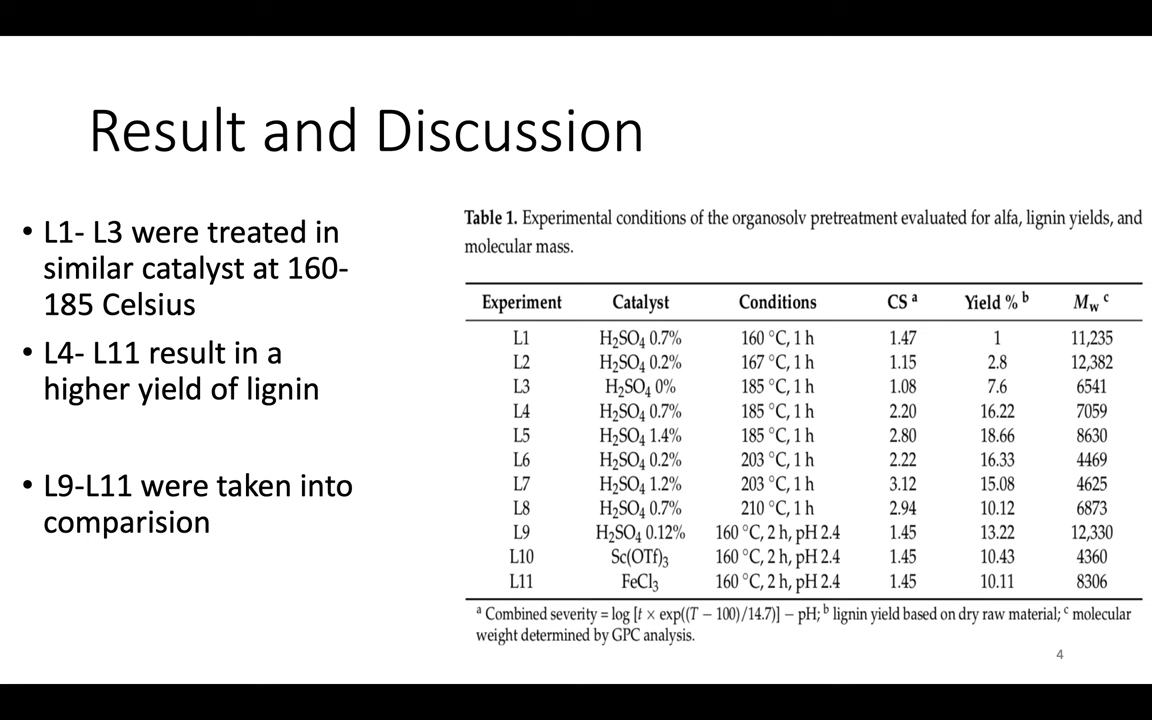 Result and Discussion
• L1- L3 were treated in
similar catalyst at 160-
185 Celsius
• L4- L11 result in a
higher yield of lignin
• L9-L11 were taken into
comparision
Table 1. Experimental conditions of the organosolv pretreatment evaluated for alfa, lignin yields, and
molecular mass.
Experiment Catalyst Conditions CS ᵃ Yield % ᵇ M_w ᶜ
L1 H₂SO₄ 0.7% 160 °C, 1 h 1.47 1 11,235
L2 H₂SO₄ 0.2% 167 °C, 1 h 1.15 2.8 12,382
L3 H₂SO₄ 0% 185 °C, 1 h 1.08 7.6 6541
L4 H₂SO₄ 0.7% 185 °C, 1 h 2.20 16.22 7059
L5 H₂SO₄ 1.4% 185 °C, 1 h 2.80 18.66 8630
L6 H₂SO₄ 0.2% 203 °C, 1 h 2.22 16.33 4469
L7 H₂SO₄ 1.2% 203 °C, 1 h 3.12 15.08 4625
L8 H₂SO₄ 0.7% 210 °C, 1 h 2.94 10.12 6873
L9 H₂SO₄ 0.12% 160 °C, 2 h, pH 2.4 1.45 13.22 12,330
L10 Sc(OTf)₃ 160 °C, 2 h, pH 2.4 1.45 10.43 4360
L11 FeCl₃ 160 °C, 2 h, pH 2.4 1.45 10.11 8306
ᵃ Combined severity = log [t × exp((T − 100)/14.7)] − pH; ᵇ lignin yield based on dry raw material; ᶜ molecular
weight determined by GPC analysis.
4